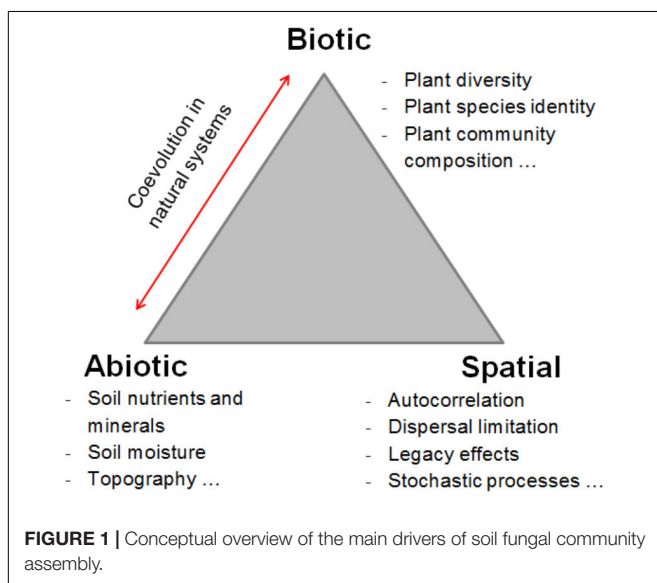 Biotic
- Plant diversity
- Plant species identity
- Plant community
composition ...
Coevolution in
natural systems
Abiotic
- Soil nutrients and
minerals
- Soil moisture
- Topography ...
Spatial
- Autocorrelation
- Dispersal limitation
- Legacy effects
- Stochastic processes ...
FIGURE 1 | Conceptual overview of the main drivers of soil fungal community
assembly.